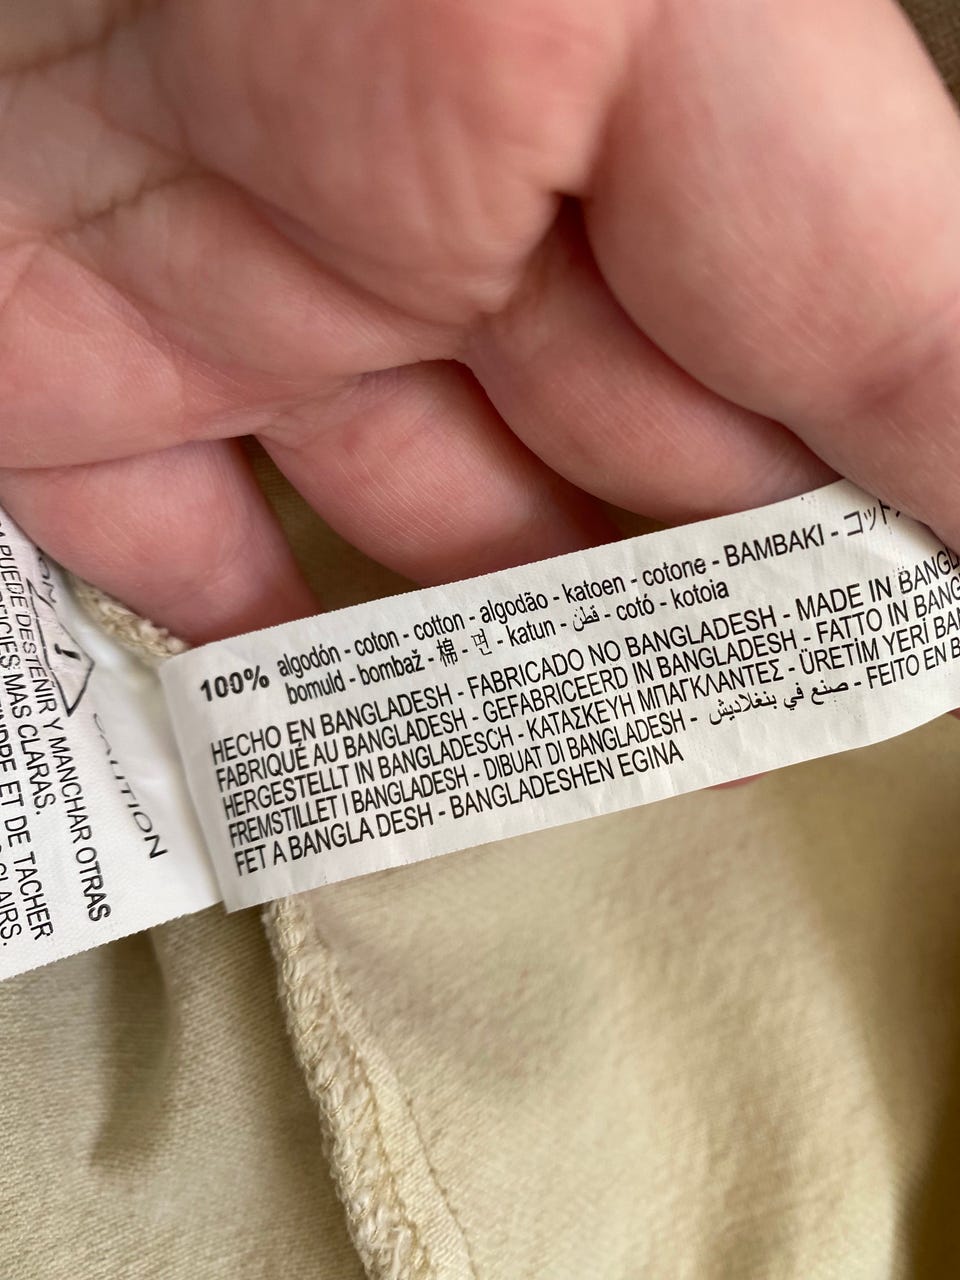 100% algodón - coton - cotton - algodão - katoen - cotone - BAMBAKI -
bomuld - bombaž - 棉 - 면 - katun - قطن - cotó - kotoia
HECHO EN BANGLADESH - FABRICADO NO BANGLADESH - MADE IN
FABRIQUÉ AU BANGLADESH - GEFABRICEERD IN BANGLADESH - FATTO IN
HERGESTELLT IN BANGLADESCH - ΚΑΤΑΣΚΕΥΗ ΜΠΑΓΚΛΑΝΤΕΣ - ÜRETİM YERİ
FREMSTILLET I BANGLADESH - DIBUAT DI BANGLADESH - صنع في بنغلاديش - FEITO EN
FET A BANGLA DESH - BANGLADESHEN EGINA
CAUTION
PUEDE DESTEÑIR Y MANCHAR OTRAS
MAS CLARAS.
ET DE TACHER
CLAIRS.